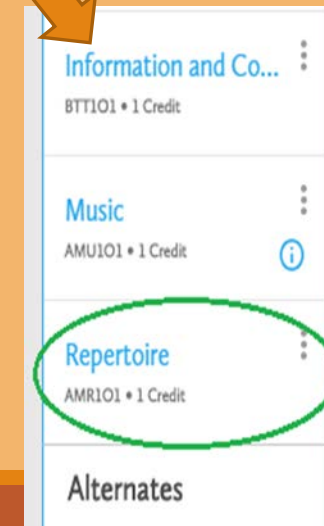 Information and Co...
BTT1O1 • 1 Credit
Music
AMU1O1 • 1 Credit
Repertoire
AMR1O1 • 1 Credit
Alternates